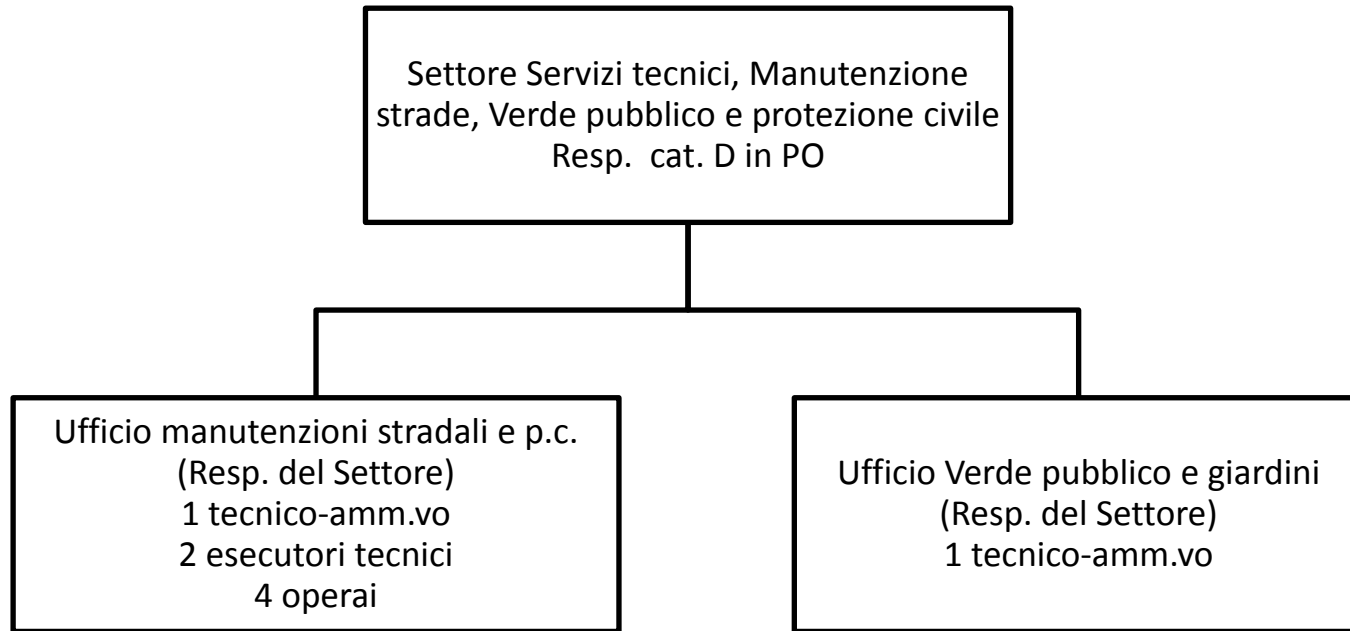 Settore Servizi tecnici, Manutenzione
strade, Verde pubblico e protezione civile
Resp. cat. D in PO
Ufficio manutenzioni stradali e p.c.
(Resp. del Settore)
1 tecnico-amm.vo
2 esecutori tecnici
4 operai
Ufficio Verde pubblico e giardini
(Resp. del Settore)
1 tecnico-amm.vo